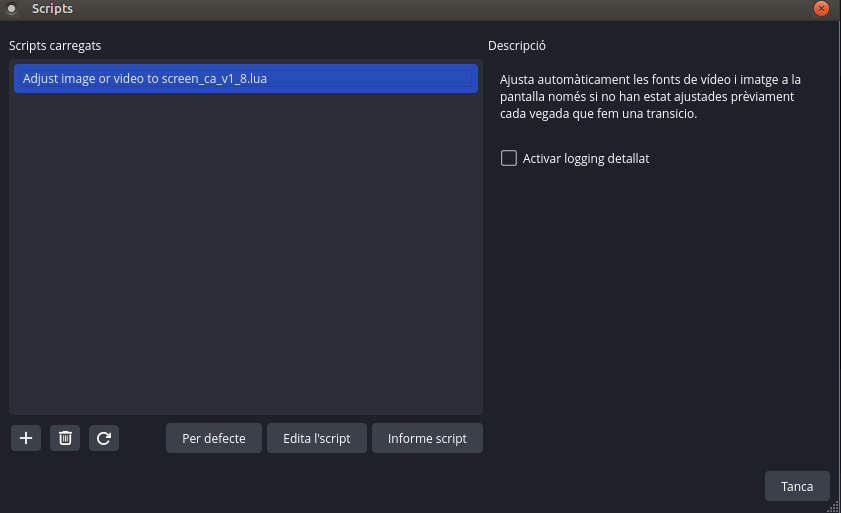 Scripts
Scripts carregats
Descripció
Adjust image or video to screen_ca_v1_8.lua
Ajusta automàticament les fonts de vídeo i imatge a la
pantalla només si no han estat ajustades prèviament
cada vegada que fem una transicio.
Activar logging detallat
Per defecte
Edita l'script
Informe script
Tanca